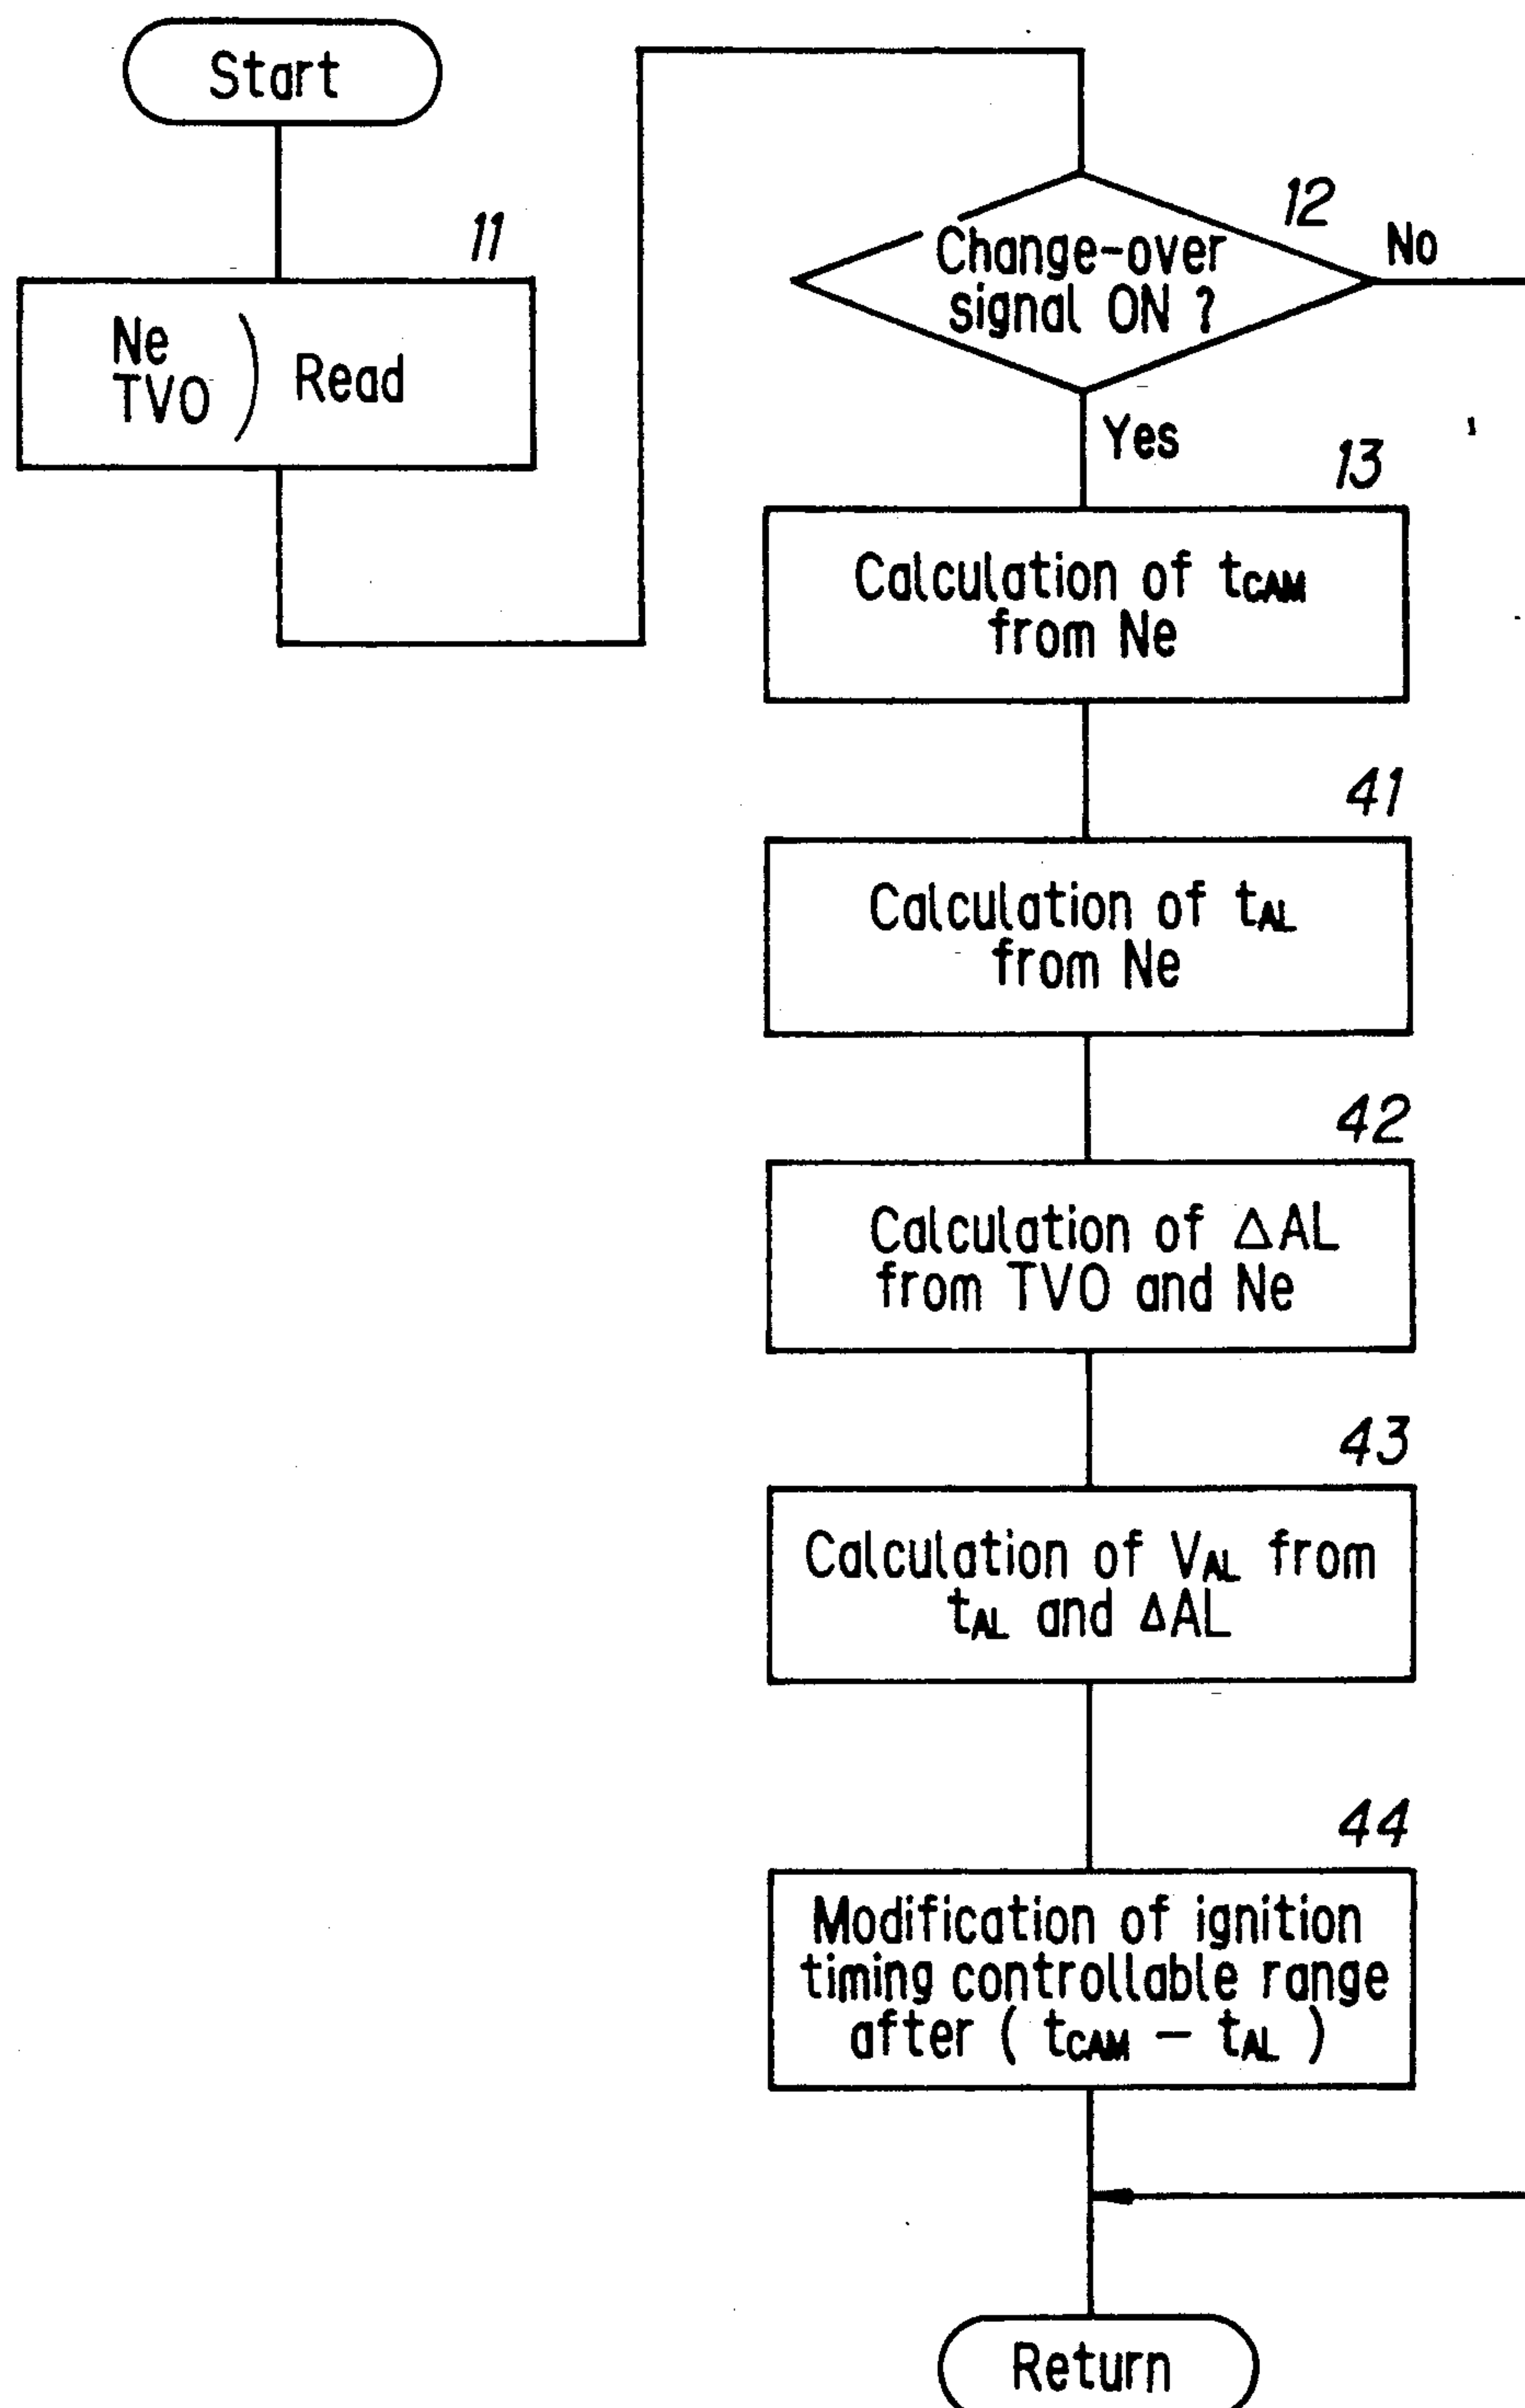 Start
11
Ne
TVO ) Read
12
Change-over
signal ON ?
No
Yes
13
Calculation of tCAM
from Ne
41
Calculation of tAL
from Ne
42
Calculation of ΔAL
from TVO and Ne
43
Calculation of VAL from
tAL and ΔAL
44
Modification of ignition
timing controllable range
after ( tCAM – tAL )
Return